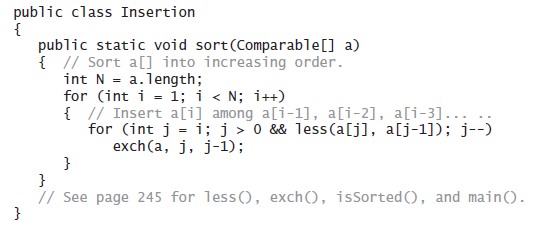 public class Insertion
{
public static void sort(Comparable[] a)
{ // Sort a[] into increasing order.
int N = a.length;
for (int i = 1; i < N; i++)
{ // Insert a[i] among a[i-1], a[i-2], a[i-3]... ..
for (int j = i; j > 0 && less(a[j], a[j-1]); j--)
exch(a, j, j-1);
}
}
// See page 245 for less(), exch(), isSorted(), and main().
}